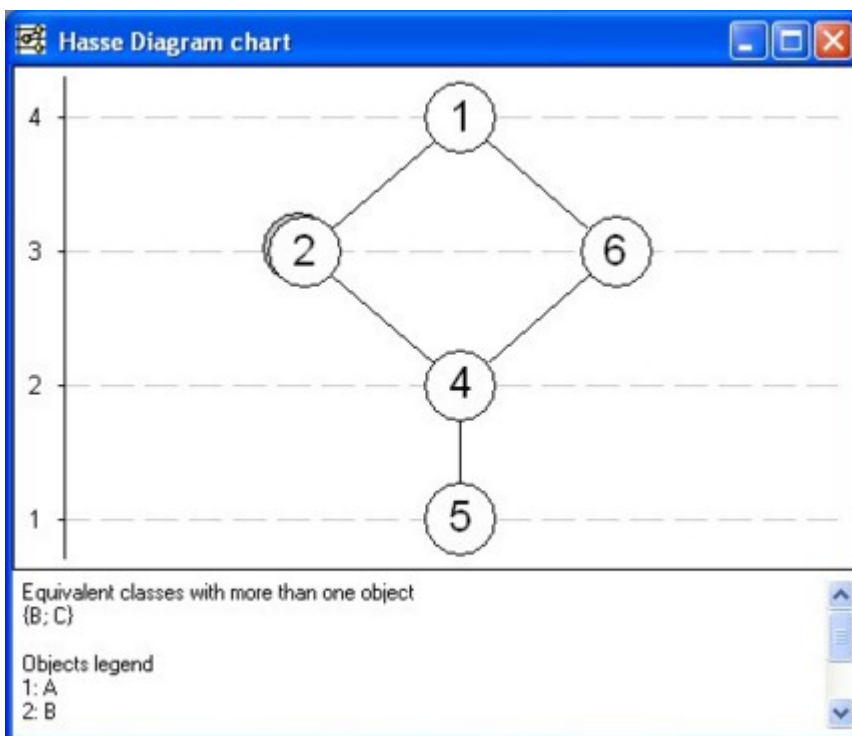 Hasse Diagram chart
4
1
3
2
6
2
4
1
5
Equivalent classes with more than one object
{B; C}
Objects legend
1: A
2: B